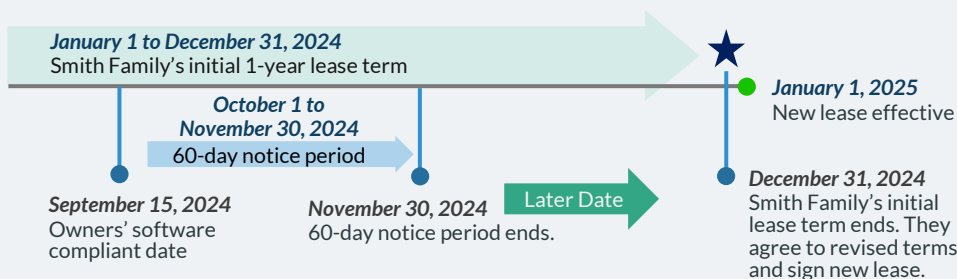 January 1 to December 31, 2024
Smith Family's initial 1-year lease term
January 1, 2025
New lease effective
October 1 to
November 30, 2024
60-day notice period
September 15, 2024
Owners' software
compliant date
November 30, 2024
60-day notice period ends.
Later Date
December 31, 2024
Smith Family's initial
lease term ends. They
agree to revised terms
and sign new lease.